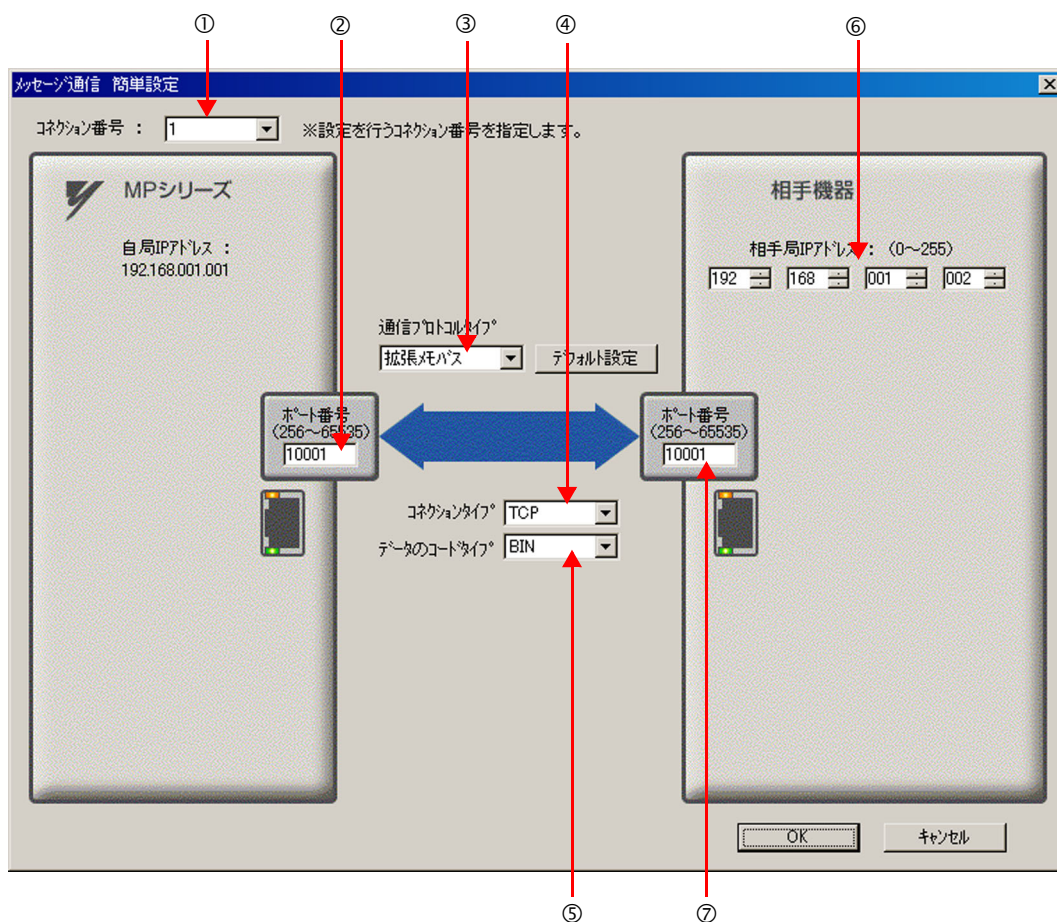 ① ② ③ ④ ⑥
メッセージ通信 簡単設定
コネクション番号 : 1 ※設定を行うコネクション番号を指定します。
MPシリーズ
自局IPアドレス :
192.168.001.001
相手機器
相手局IPアドレス : (0～255)
192 168 001 002
通信プロトコルタイプ
拡張メモバス デフォルト設定
ポート番号
(256～65535)
10001
ポート番号
(256～65535)
10001
コネクションタイプ TCP
データのコードタイプ BIN
OK キャンセル
⑤ ⑦